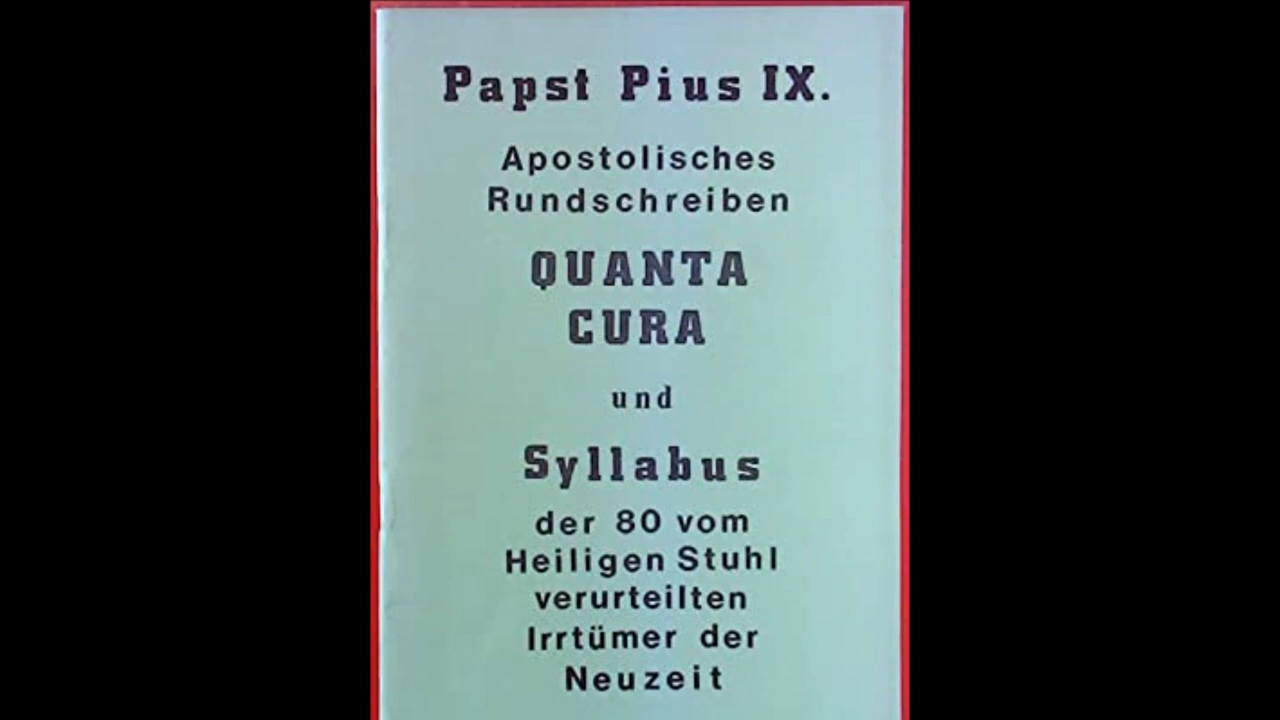 Papst Pius IX.
Apostolisches
Rundschreiben
QUANTA
CURA
und
Syllabus
der 80 vom
Heiligen Stuhl
verurteilten
Irrtümer der
Neuzeit